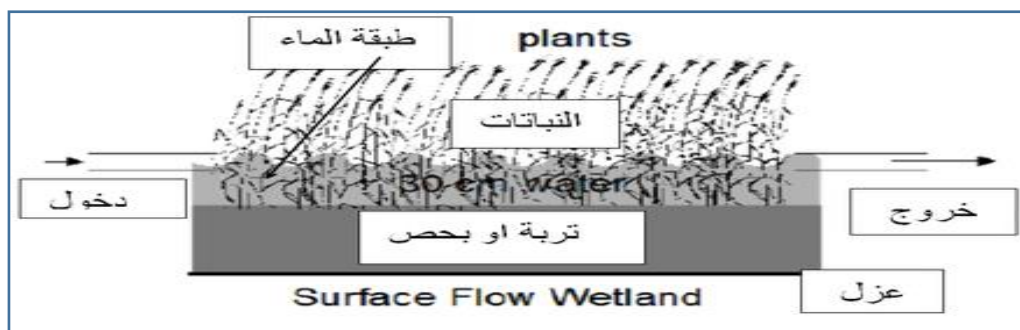 طبقة الماء
plants
النباتات
30 cm water
دخول
خروج
تربة او بحص
عزل
Surface Flow Wetland